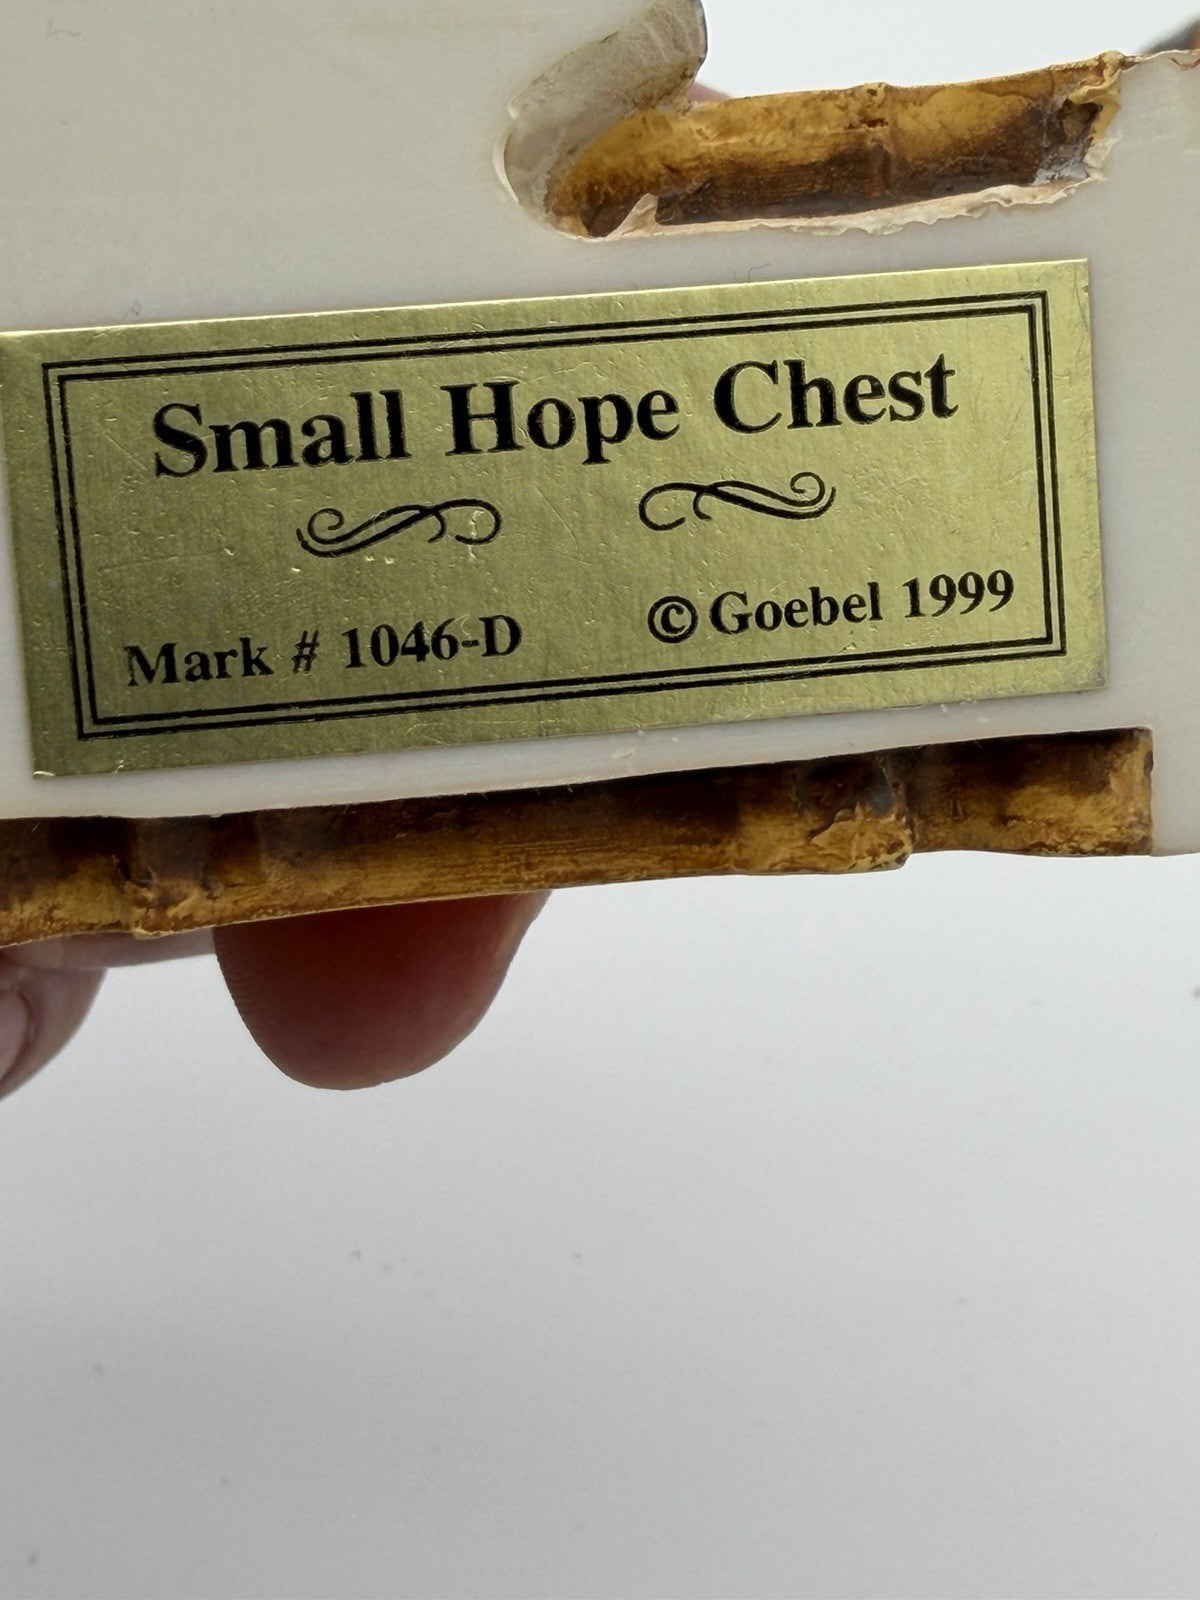 Small Hope Chest
Mark # 1046-D
© Goebel 1999